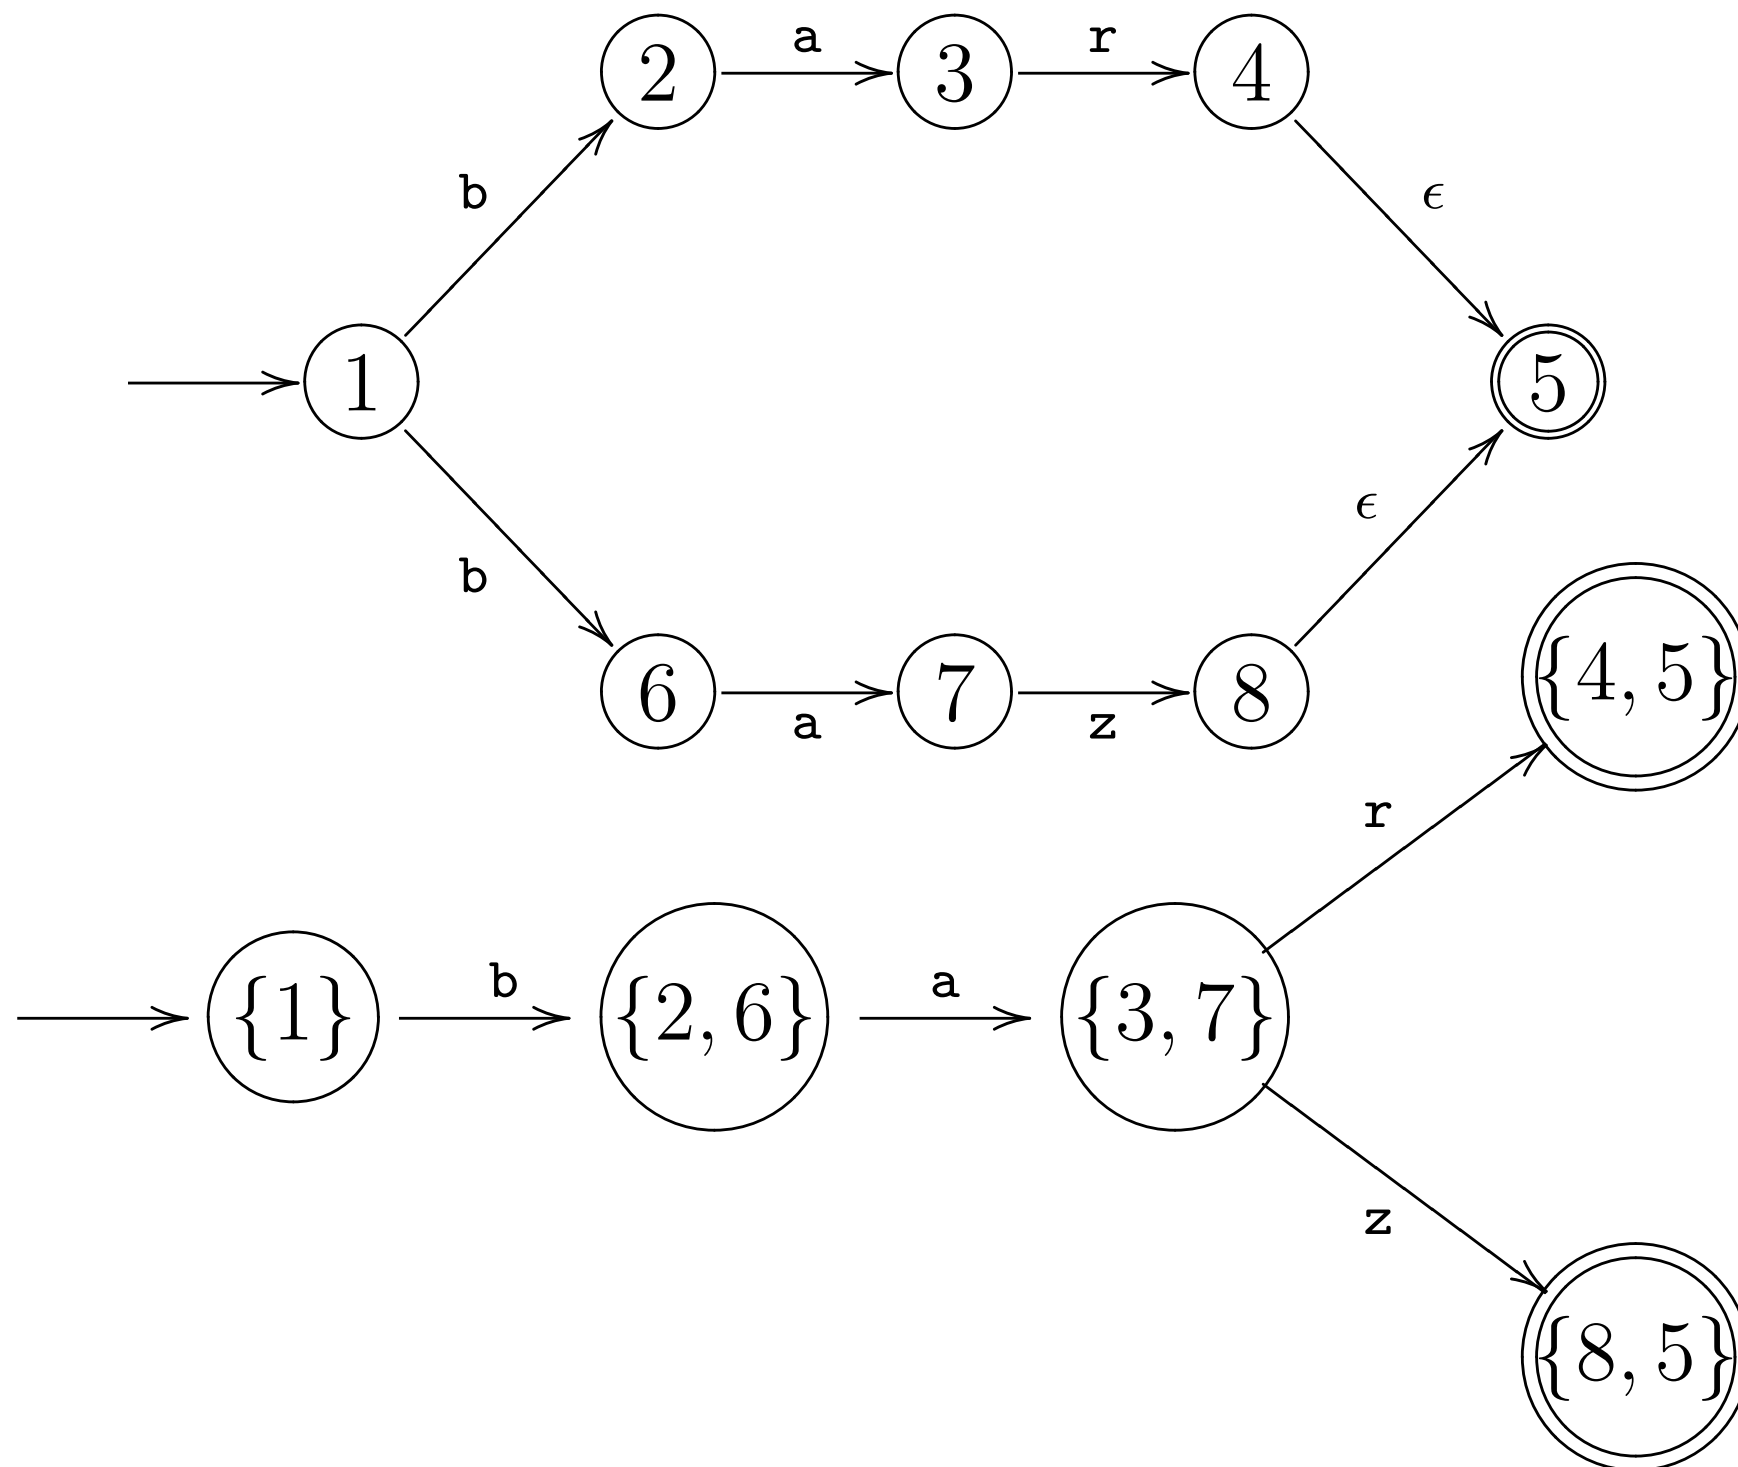 2 a 3 r 4
b ϵ
1 5
b ϵ
6 a 7 z 8
{4, 5}
r
{1} b {2, 6} a {3, 7}
z
{8, 5}